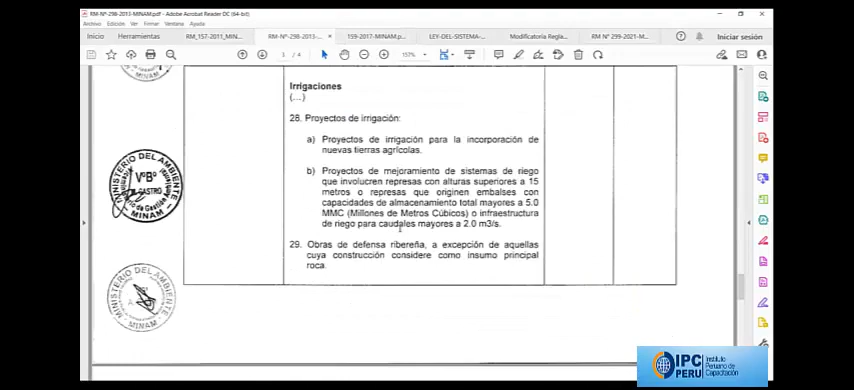 RM-Nº-298-2013-MINAM.pdf - Adobe Acrobat Reader DC (64-bit)
Archivo Edición Ver Firmar Ventana Ayuda
Inicio Herramientas RM_157-2011_MIN... RM-Nº-298-2013-... × 159-2017-MINAM.p... LEY-DEL-SISTEMA-... Modificatoria Regla... RM N° 299-2021-M... Iniciar sesión
3 / 4 157%
MINAM
Irrigaciones
(...)
28. Proyectos de irrigación:
a) Proyectos de irrigación para la incorporación de
nuevas tierras agrícolas.
b) Proyectos de mejoramiento de sistemas de riego
que involucren represas con alturas superiores a 15
metros o represas que originen embalses con
capacidades de almacenamiento total mayores a 5.0
MMC (Millones de Metros Cúbicos) o infraestructura
de riego para caudales mayores a 2.0 m3/s.
29. Obras de defensa ribereña, a excepción de aquellas
cuya construcción considere como insumo principal
roca.
MINISTERIO DEL AMBIENTE
VºBº
MINAM
MINISTERIO DEL AMBIENTE
MINAM
IPC PERU
Instituto
Peruano de
Capacitación